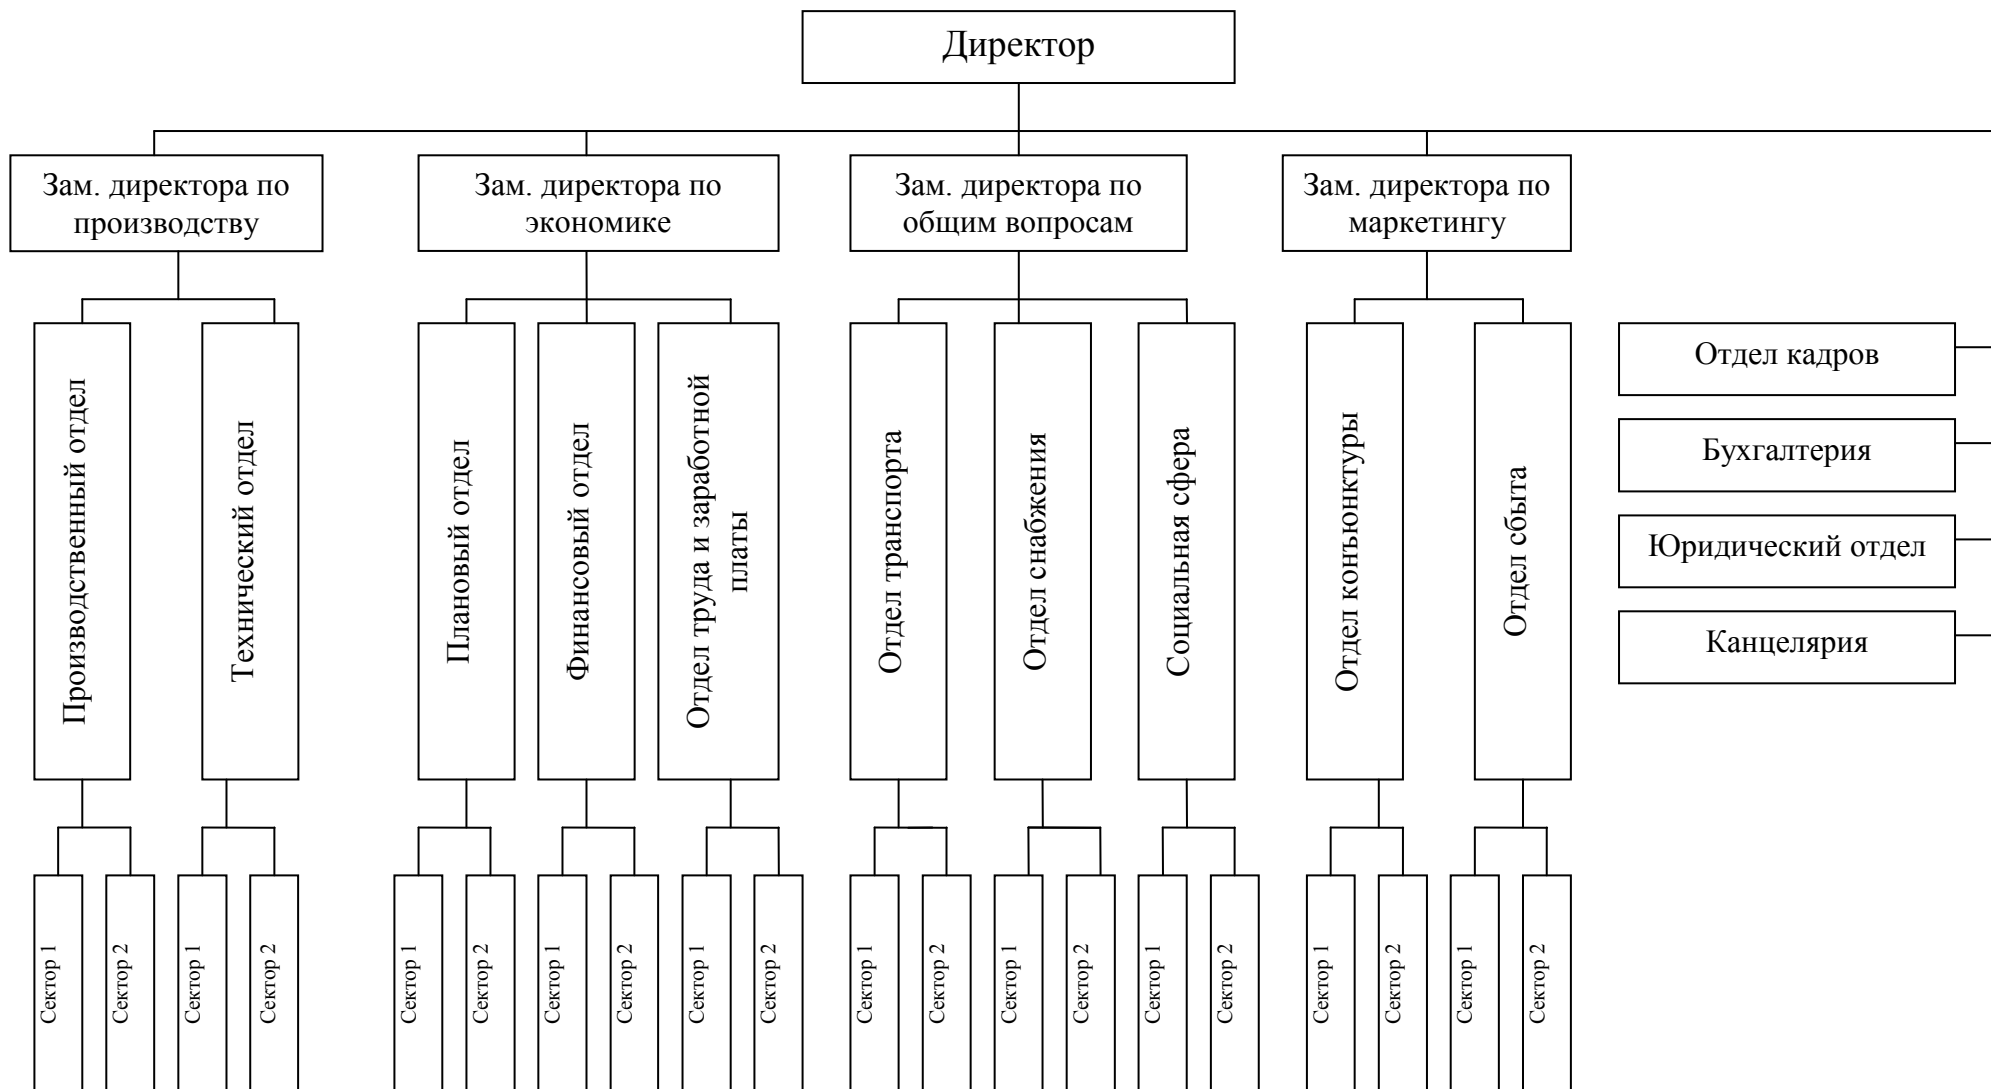 Директор
Зам. директора по
производству
Зам. директора по
экономике
Зам. директора по
общим вопросам
Зам. директора по
маркетингу
Производственный отдел
Технический отдел
Плановый отдел
Финансовый отдел
Отдел труда и заработной
платы
Отдел транспорта
Отдел снабжения
Социальная сфера
Отдел конъюнктуры
Отдел сбыта
Отдел кадров
Бухгалтерия
Юридический отдел
Канцелярия
Сектор 1
Сектор 2
Сектор 1
Сектор 2
Сектор 1
Сектор 2
Сектор 1
Сектор 2
Сектор 1
Сектор 2
Сектор 1
Сектор 2
Сектор 1
Сектор 2
Сектор 1
Сектор 2
Сектор 1
Сектор 2
Сектор 1
Сектор 2